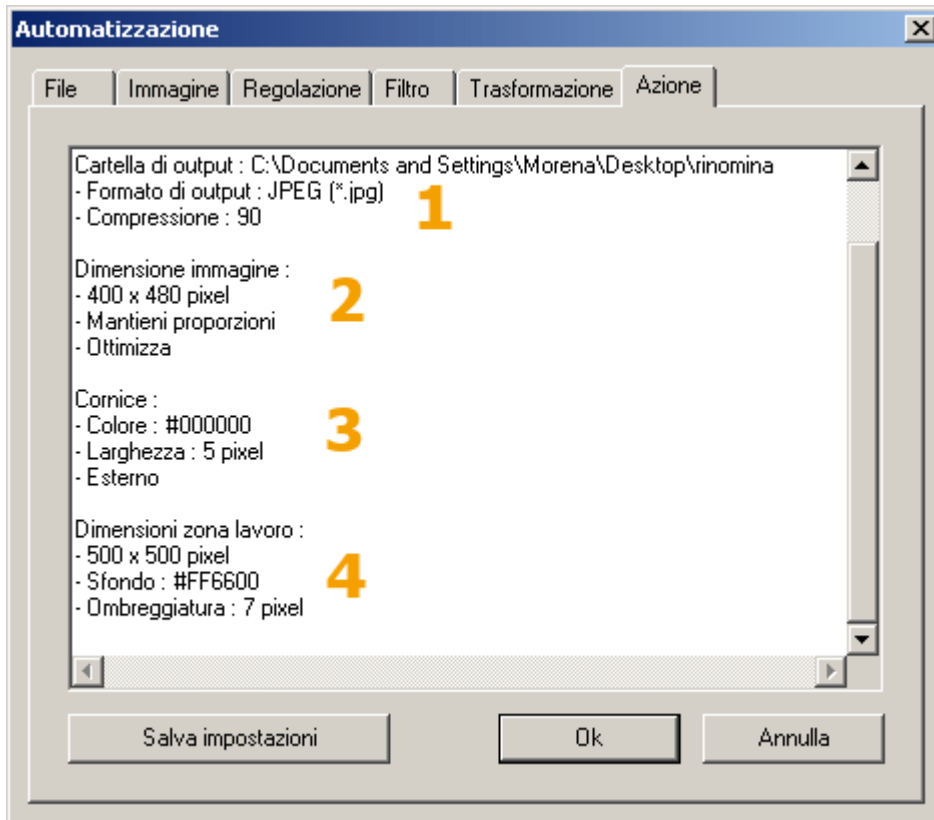 Automatizzazione
File Immagine Regolazione Filtro Trasformazione Azione
Cartella di output : C:\Documents and Settings\Morena\Desktop\rinomina
- Formato di output : JPEG (*.jpg)
1
- Compressione : 90
Dimensione immagine :
- 400 x 480 pixel
2
- Mantieni proporzioni
- Ottimizza
Cornice :
- Colore : #000000
3
- Larghezza : 5 pixel
- Esterno
Dimensioni zona lavoro :
- 500 x 500 pixel
- Sfondo : #FF6600
4
- Ombreggiatura : 7 pixel
Salva impostazioni Ok Annulla